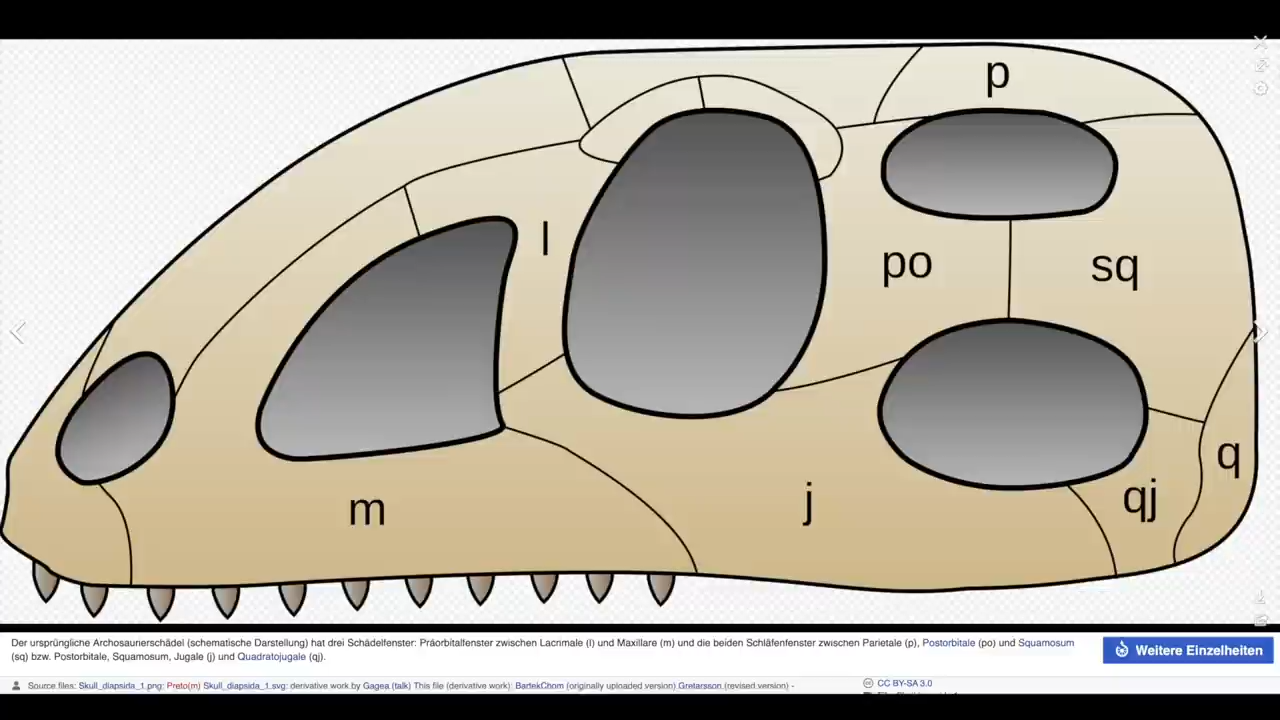 p
l
po
sq
m
j
qj
q
Der ursprüngliche Archosaurierschädel (schematische Darstellung) hat drei Schädelfenster: Präorbitalfenster zwischen Lacrimale (l) und Maxillare (m) und die beiden Schläfenfenster zwischen Parietale (p), Postorbitale (po) und Squamosum
(sq) bzw. Postorbitale, Squamosum, Jugale (j) und Quadratojugale (qj).
Weitere Einzelheiten
Source files: Skull_diapsida_1.png: Preto(m) Skull_diapsida_1.svg: derivative work by Gagea (talk) This file (derivative work): BartekChom (originally uploaded version) Gretarsson (revised version) -
CC BY-SA 3.0